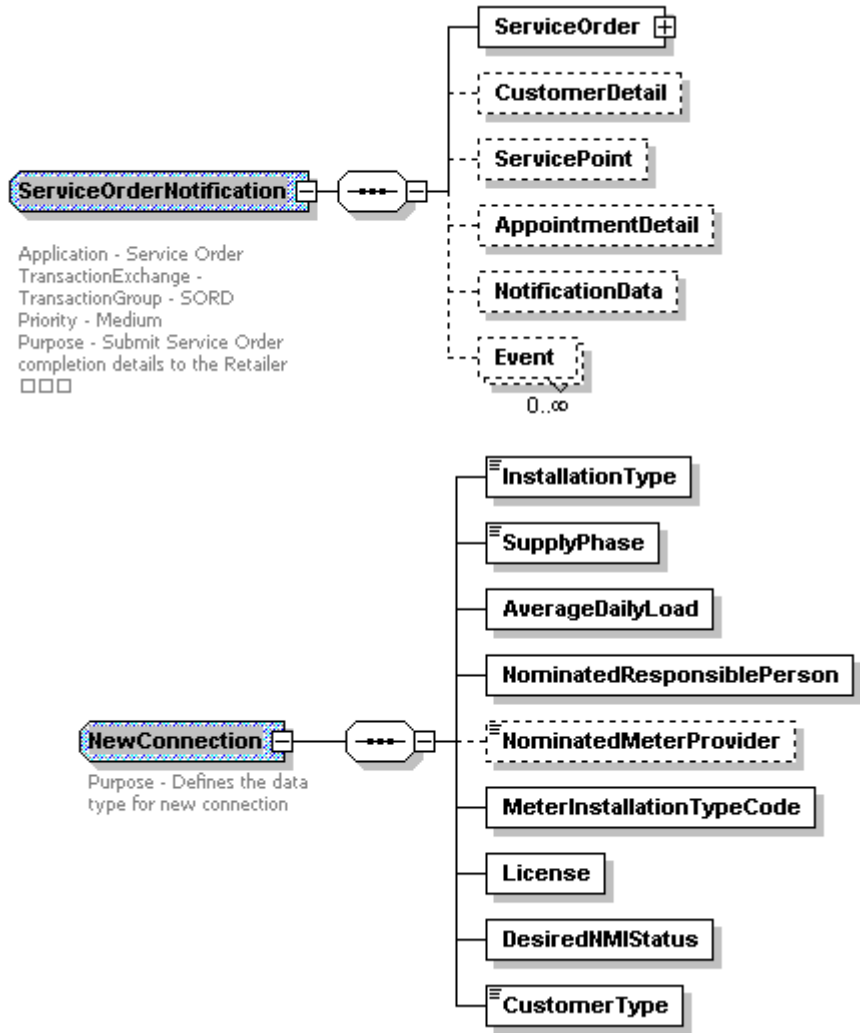 ServiceOrder
CustomerDetail
ServicePoint
ServiceOrderNotification
AppointmentDetail
NotificationData
Event
0..∞
Application - Service Order
TransactionExchange -
TransactionGroup - SORD
Priority - Medium
Purpose - Submit Service Order
completion details to the Retailer
□□□
InstallationType
SupplyPhase
AverageDailyLoad
NominatedResponsiblePerson
NewConnection
NominatedMeterProvider
Purpose - Defines the data
type for new connection
MeterInstallationTypeCode
License
DesiredNMIStatus
CustomerType